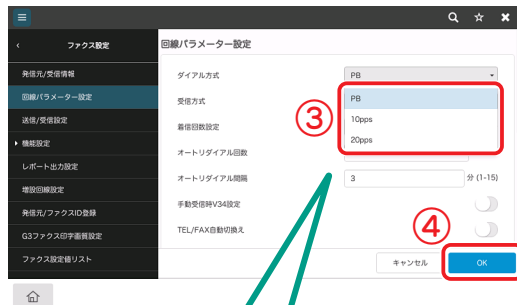 ファクス設定
回線パラメーター設定
発信元/受信情報
回線パラメーター設定
送信/受信設定
機能設定
レポート出力設定
増設回線設定
発信元/ファクスID登録
G3ファクス印字画質設定
ファクス設定値リスト
ダイアル方式
PB
受信方式
PB
③
10pps
着信回数設定
20pps
オートリダイアル回数
オートリダイアル間隔
3
分 (1-15)
手動受信時V34設定
TEL/FAX自動切換え
④
キャンセル
OK